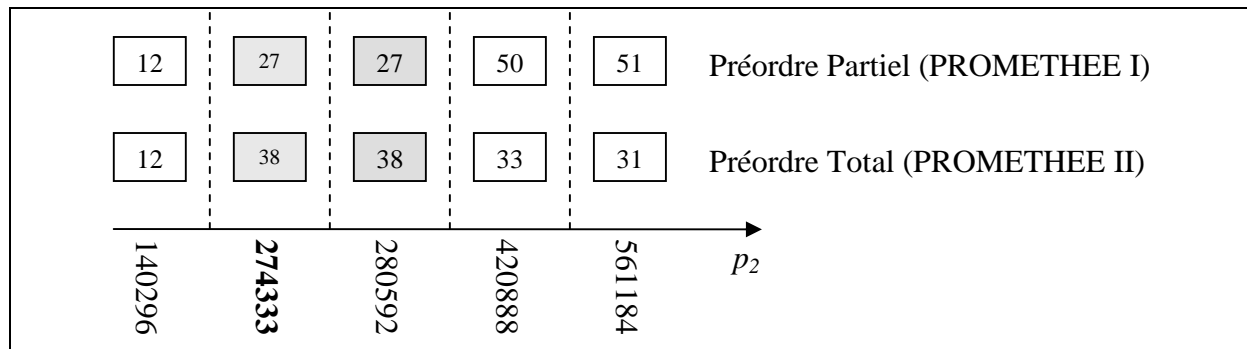 12 27 27 50 51 Préordre Partiel (PROMETHEE I)
12 38 38 33 31 Préordre Total (PROMETHEE II)
140296 274333 280592 420888 561184 p2